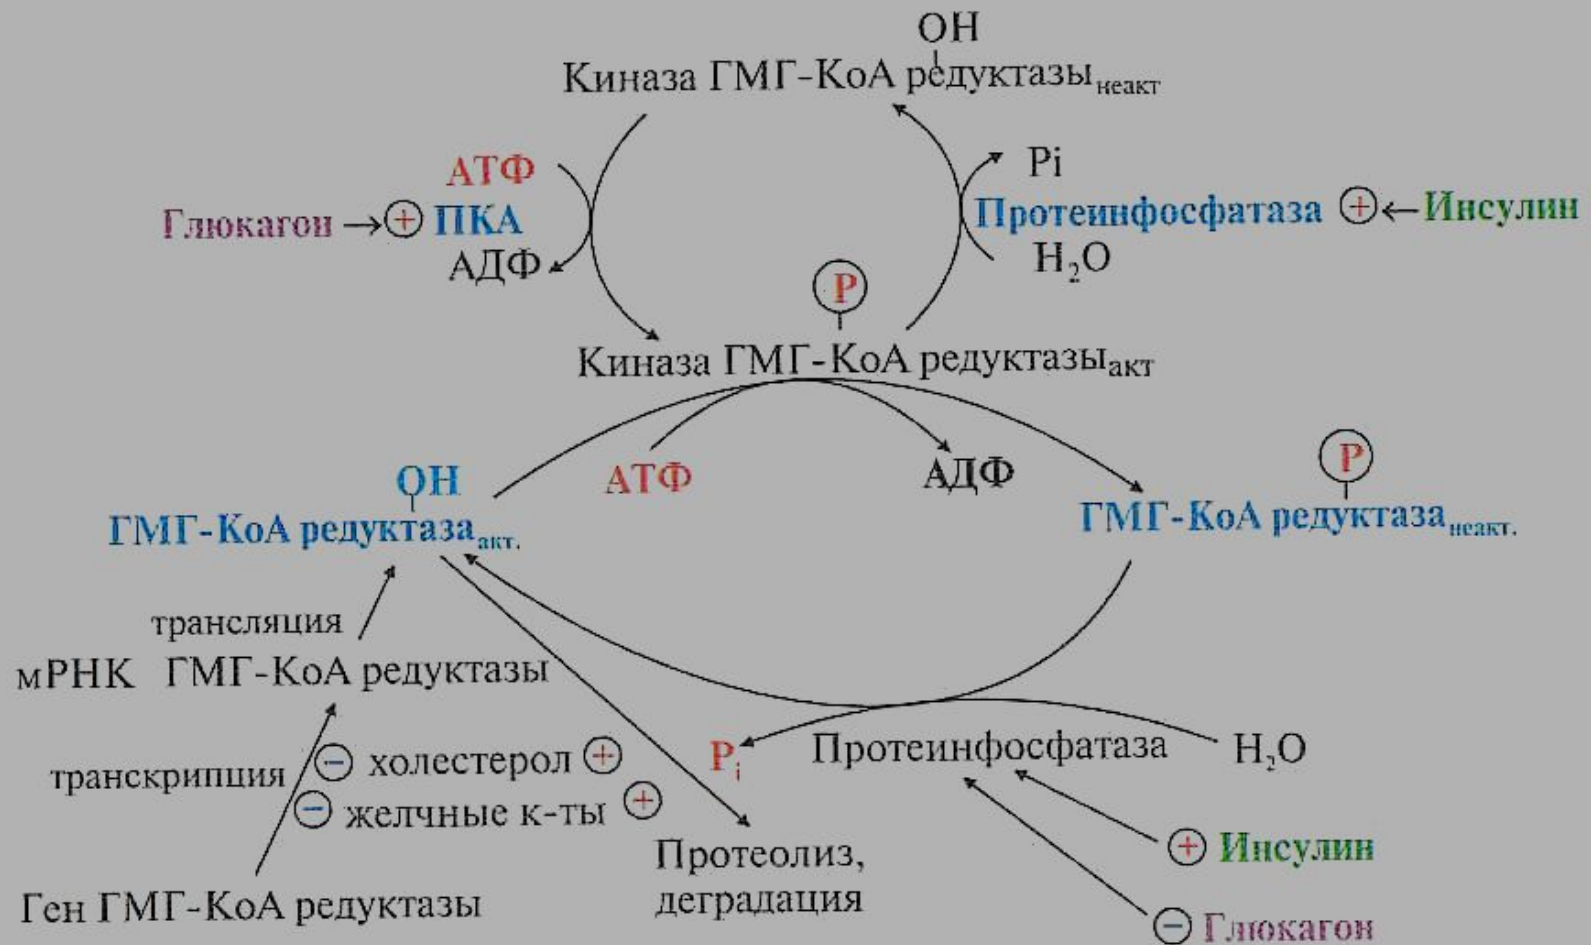 OH
Киназа ГМГ-КоА редуктазы неакт
АТФ
Pi
Глюкагон → + ПКА
Протеинфосфатаза + ← Инсулин
АДФ
H₂O
P
Киназа ГМГ-КоА редуктазы акт
OH
АТФ
АДФ
P
ГМГ-КоА редуктаза акт.
ГМГ-КоА редуктаза неакт.
трансляция
мРНК ГМГ-КоА редуктазы
Pi
Протеинфосфатаза
H₂O
транскрипция
− холестерол +
− желчные к-ты +
Протеолиз,
деградация
+ Инсулин
Ген ГМГ-КоА редуктазы
− Глюкагон